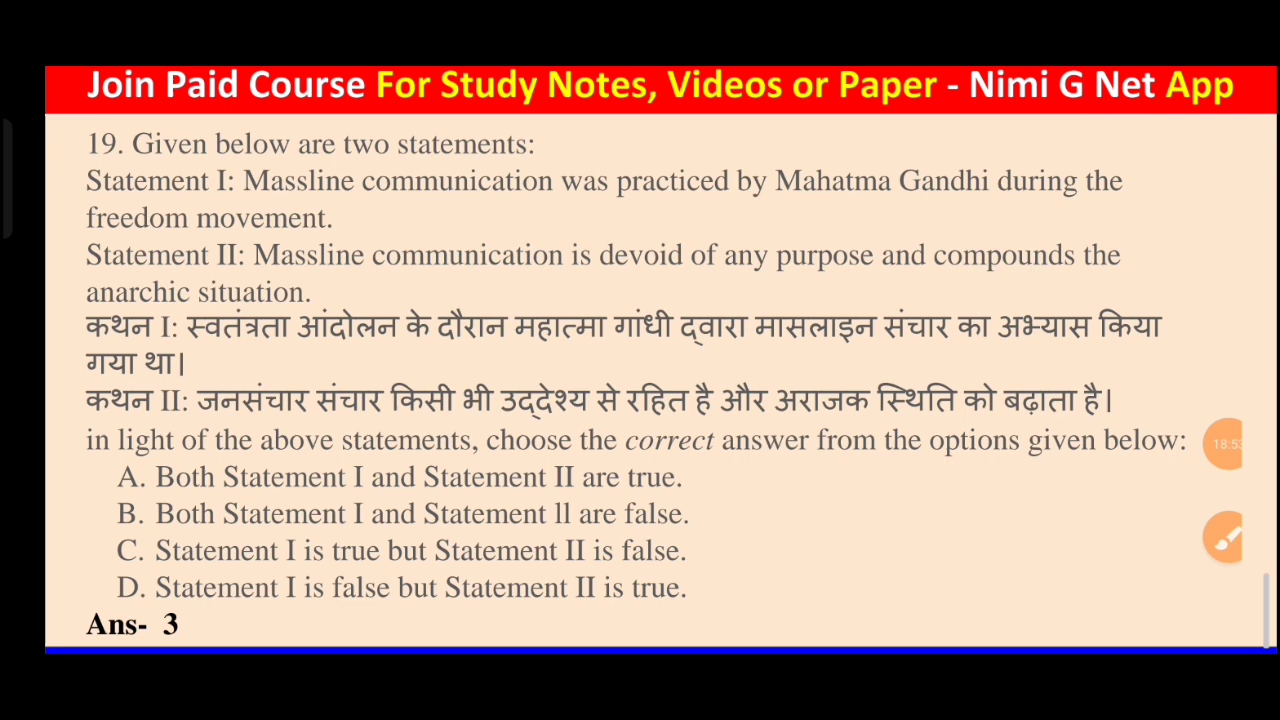 Join Paid Course For Study Notes, Videos or Paper - Nimi G Net App
19. Given below are two statements:
Statement I: Massline communication was practiced by Mahatma Gandhi during the
freedom movement.
Statement II: Massline communication is devoid of any purpose and compounds the
anarchic situation.
कथन I: स्वतंत्रता आंदोलन के दौरान महात्मा गांधी द्वारा मासलाइन संचार का अभ्यास किया
गया था।
कथन II: जनसंचार संचार किसी भी उद्देश्य से रहित है और अराजक स्थिति को बढ़ाता है।
in light of the above statements, choose the correct answer from the options given below:
A. Both Statement I and Statement II are true.
B. Both Statement I and Statement ll are false.
C. Statement I is true but Statement II is false.
D. Statement I is false but Statement II is true.
Ans- 3